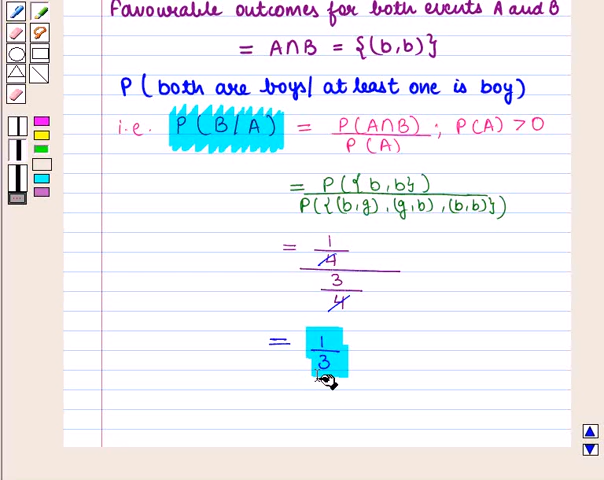 Favourable outcomes for both events A and B
= A∩B = {(b,b)}
P (both are boys/ at least one is boy)
i.e. P(B/A) = P(A∩B) / P(A) ; P(A) > 0
= P({b,b}) / P({(b,g),(g,b),(b,b)})
= 1/4 / 3/4
= 1/3